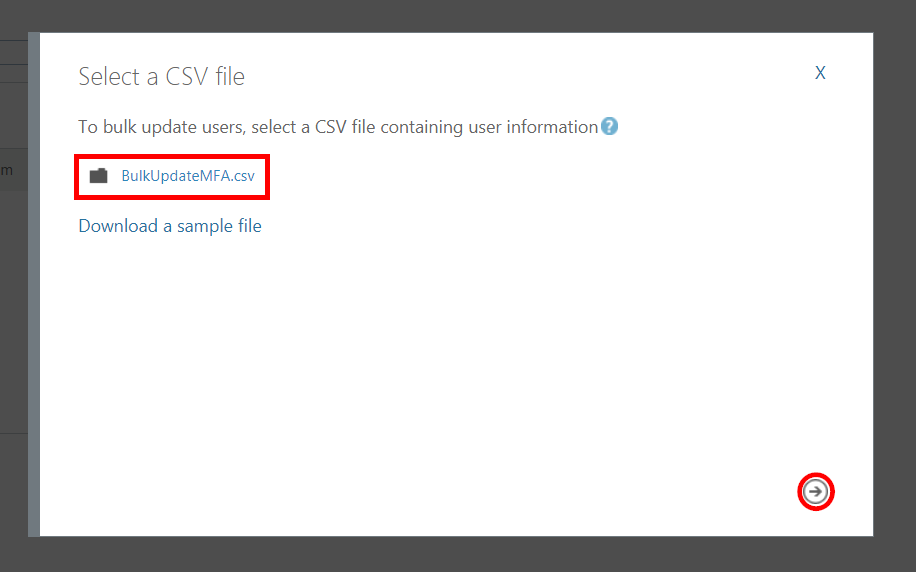 Select a CSV file
X
To bulk update users, select a CSV file containing user information?
BulkUpdateMFA.csv
Download a sample file
m